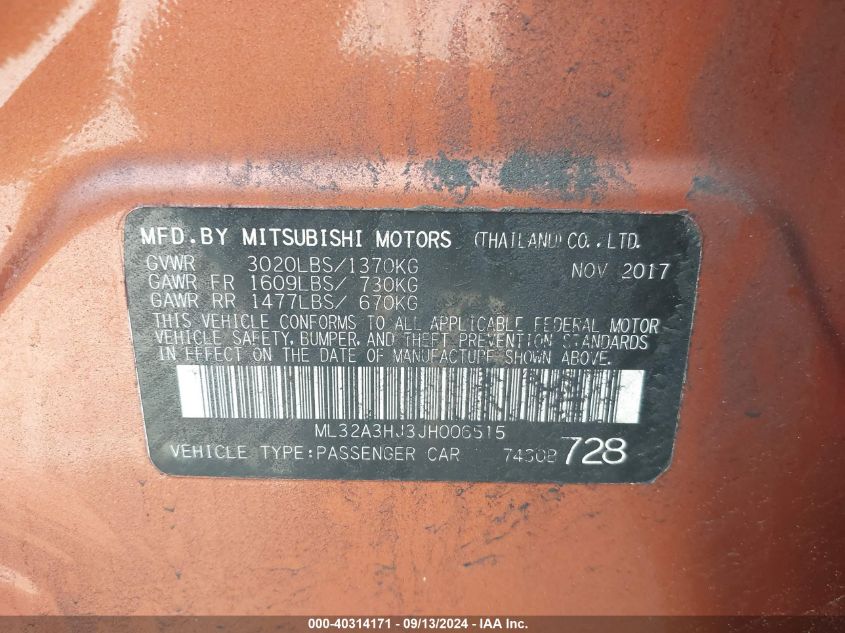 MFD.BY MITSUBISHI MOTORS (THAILAND) CO.,LTD.
GVWR 3020LBS/1370KG NOV 2017
GAWR FR 1609LBS/ 730KG
GAWR RR 1477LBS/ 670KG
THIS VEHICLE CONFORMS TO ALL APPLICABLE FEDERAL MOTOR
VEHICLE SAFETY, BUMPER, AND THEFT PREVENTION STANDARDS
IN EFFECT ON THE DATE OF MANUFACTURE SHOWN ABOVE.
ML32A3HJ3JH006515
VEHICLE TYPE:PASSENGER CAR 728
000-40314171 - 09/13/2024 - IAA Inc.